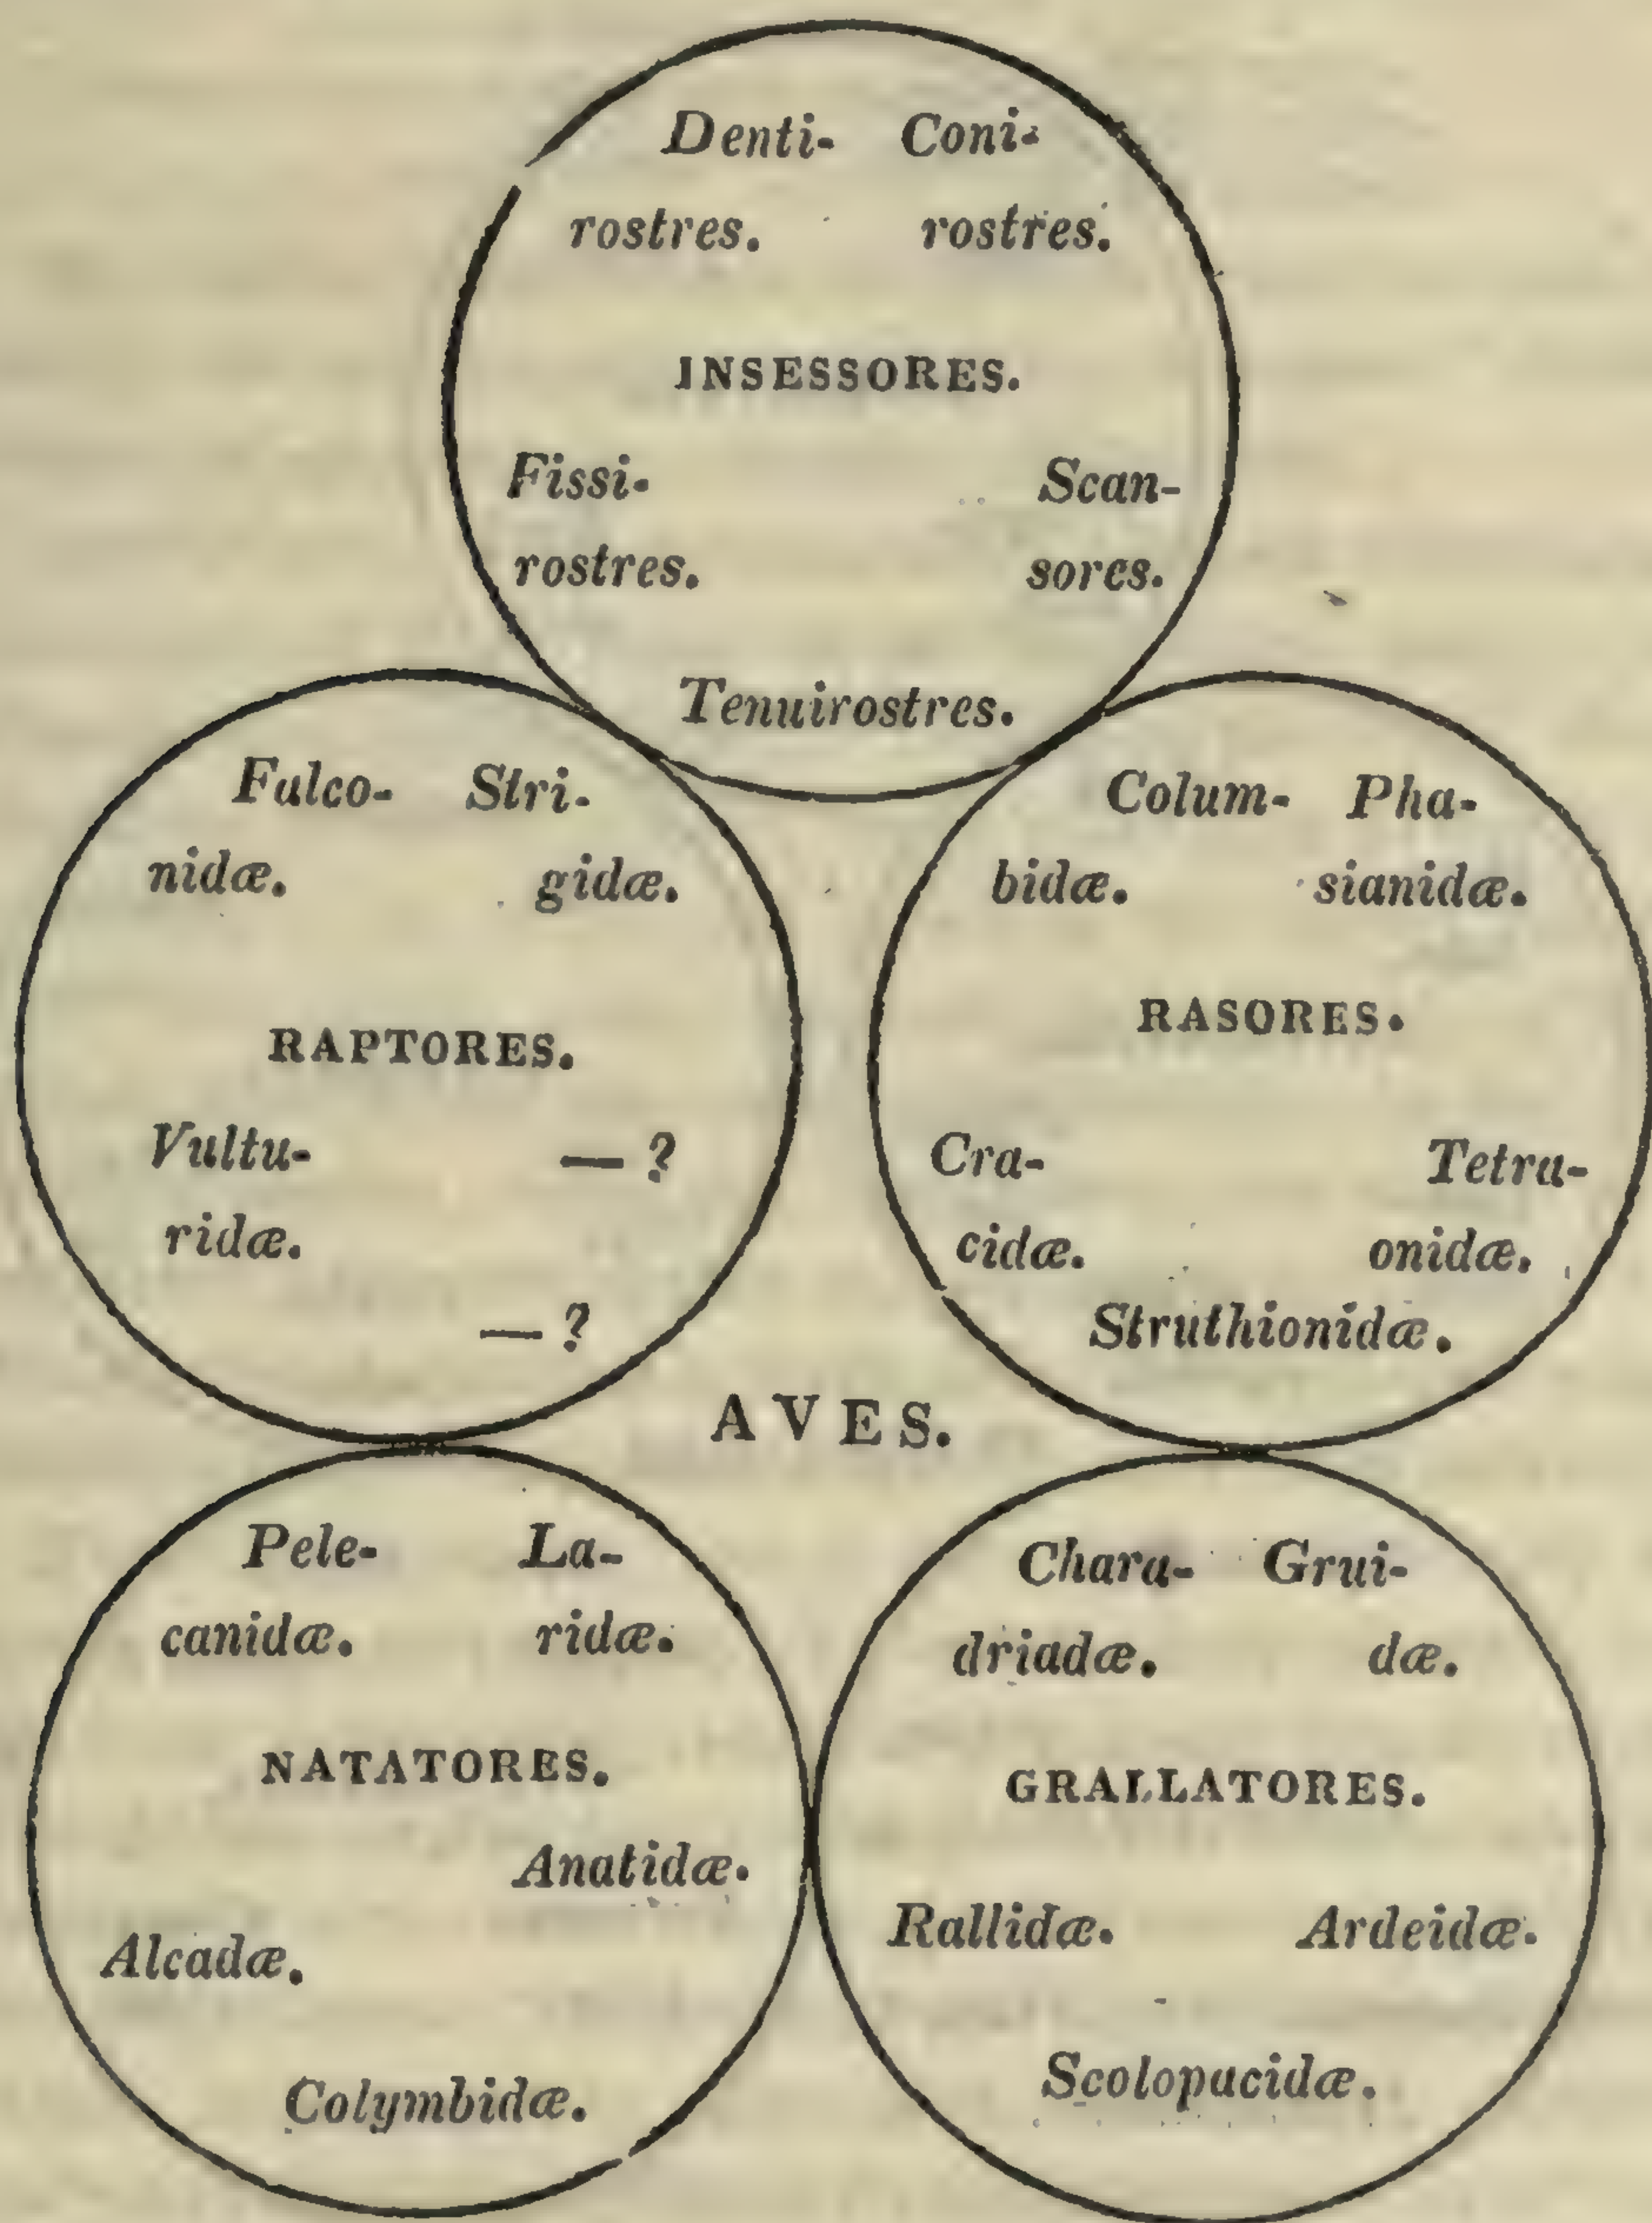 Denti- Coni-
rostres. rostres.
INSESSORES.
Fissi- Scan-
rostres. sores.
Tenuirostres.
Falco- Stri-
nidæ. gidæ.
RAPTORES.
Vultu- — ?
ridæ.
— ?
Colum- Pha-
bidæ. sianidæ.
RASORES.
Cra- Tetra-
cidæ. onidæ.
Struthionidæ.
AVES.
Pele- La-
canidæ. ridæ.
NATATORES.
Anatidæ.
Alcadæ.
Colymbidæ.
Chara- Grui-
driadæ. dæ.
GRALLATORES.
Rallidæ. Ardeidæ.
Scolopacidæ.